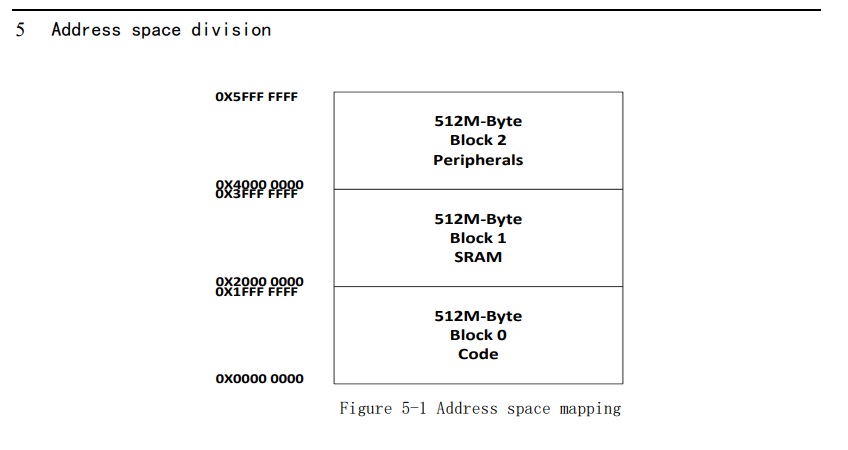 5 Address space division
0X5FFF FFFF
512M-Byte
Block 2
Peripherals
0X4000 0000
0X3FFF FFFF
512M-Byte
Block 1
SRAM
0X2000 0000
0X1FFF FFFF
512M-Byte
Block 0
Code
0X0000 0000
Figure 5-1 Address space mapping